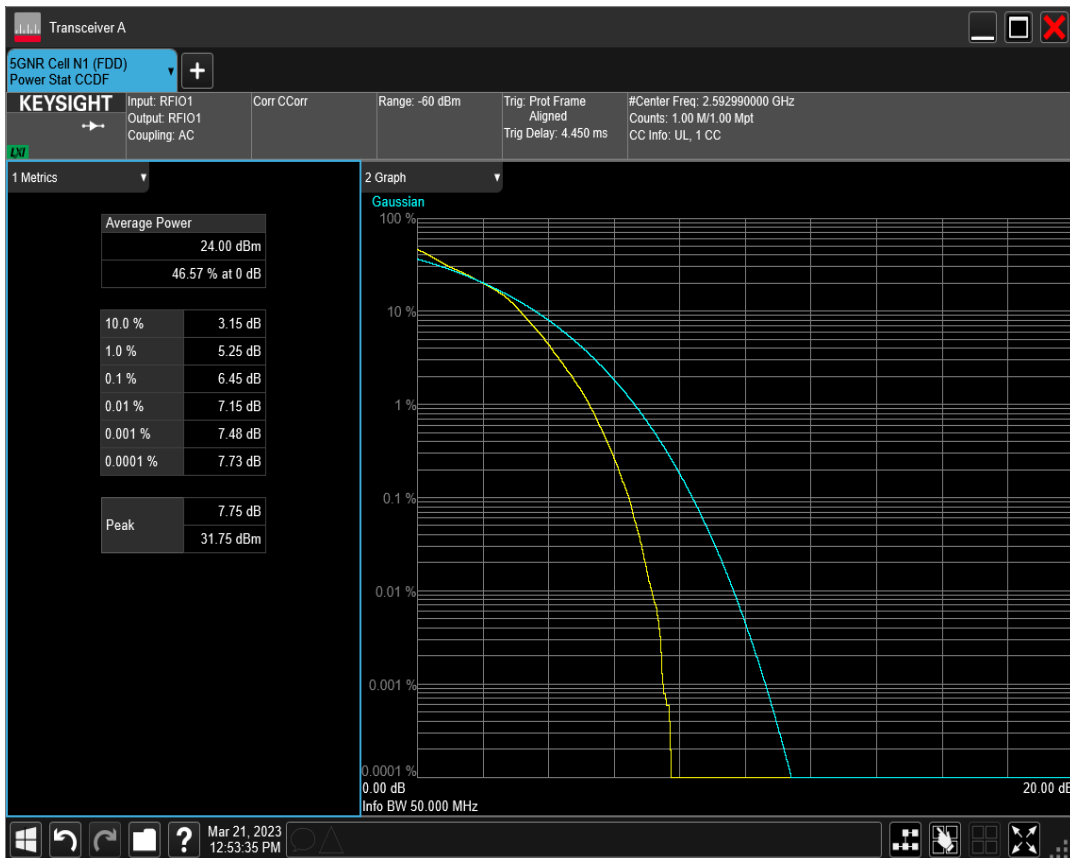 Transceiver A
5GNR Cell N1 (FDD)
Power Stat CCDF
+
KEYSIGHT
LXI
Input: RFIO1
Output: RFIO1
Coupling: AC
Corr CCorr
Range: -60 dBm
Trig: Prot Frame
Aligned
Trig Delay: 4.450 ms
#Center Freq: 2.592990000 GHz
Counts: 1.00 M/1.00 Mpt
CC Info: UL, 1 CC
1 Metrics
Average Power
24.00 dBm
46.57 % at 0 dB
10.0 % 3.15 dB
1.0 % 5.25 dB
0.1 % 6.45 dB
0.01 % 7.15 dB
0.001 % 7.48 dB
0.0001 % 7.73 dB
Peak
7.75 dB
31.75 dBm
2 Graph
Gaussian
100 %
10 %
1 %
0.1 %
0.01 %
0.001 %
0.0001 %
0.00 dB 20.00 dB
Info BW 50.000 MHz
?
Mar 21, 2023
12:53:35 PM